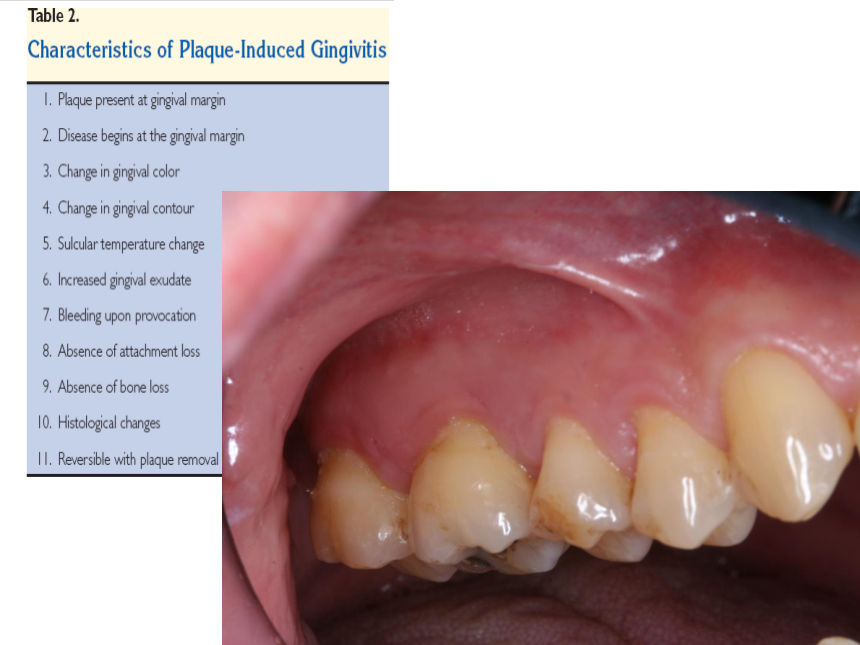 Table 2.
Characteristics of Plaque-Induced Gingivitis
1. Plaque present at gingival margin
2. Disease begins at the gingival margin
3. Change in gingival color
4. Change in gingival contour
5. Sulcular temperature change
6. Increased gingival exudate
7. Bleeding upon provocation
8. Absence of attachment loss
9. Absence of bone loss
10. Histological changes
11. Reversible with plaque removal